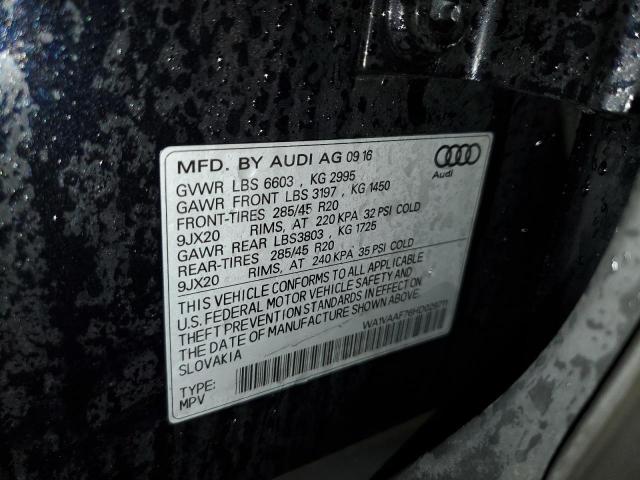 MFD. BY AUDI AG 09 16
Audi
GVWR LBS 6603 , KG 2995
GAWR FRONT LBS 3197 , KG 1450
FRONT-TIRES 285/45 R20
9JX20 RIMS, AT 220 KPA 32 PSI COLD
GAWR REAR LBS3803 , KG 1725
REAR-TIRES 285/45 R20
9JX20 RIMS, AT 240 KPA 35 PSI COLD
THIS VEHICLE CONFORMS TO ALL APPLICABLE
U.S. FEDERAL MOTOR VEHICLE SAFETY AND
THEFT PREVENTION STANDARDS IN EFFECT ON
THE DATE OF MANUFACTURE SHOWN ABOVE.
SLOVAKIA
TYPE:
MPV